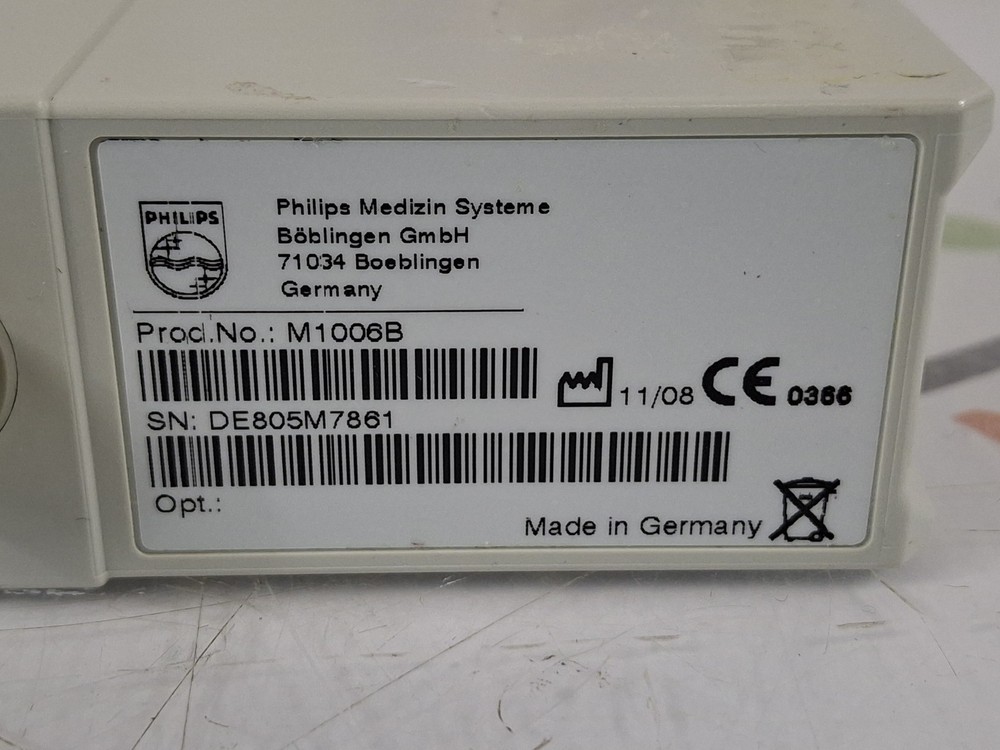 PHILIPS
Philips Medizin Systeme
Böblingen GmbH
71034 Boeblingen
Germany
Prod.No.: M1006B
11/08 CE 0366
SN: DE805M7861
Opt.:
Made in Germany